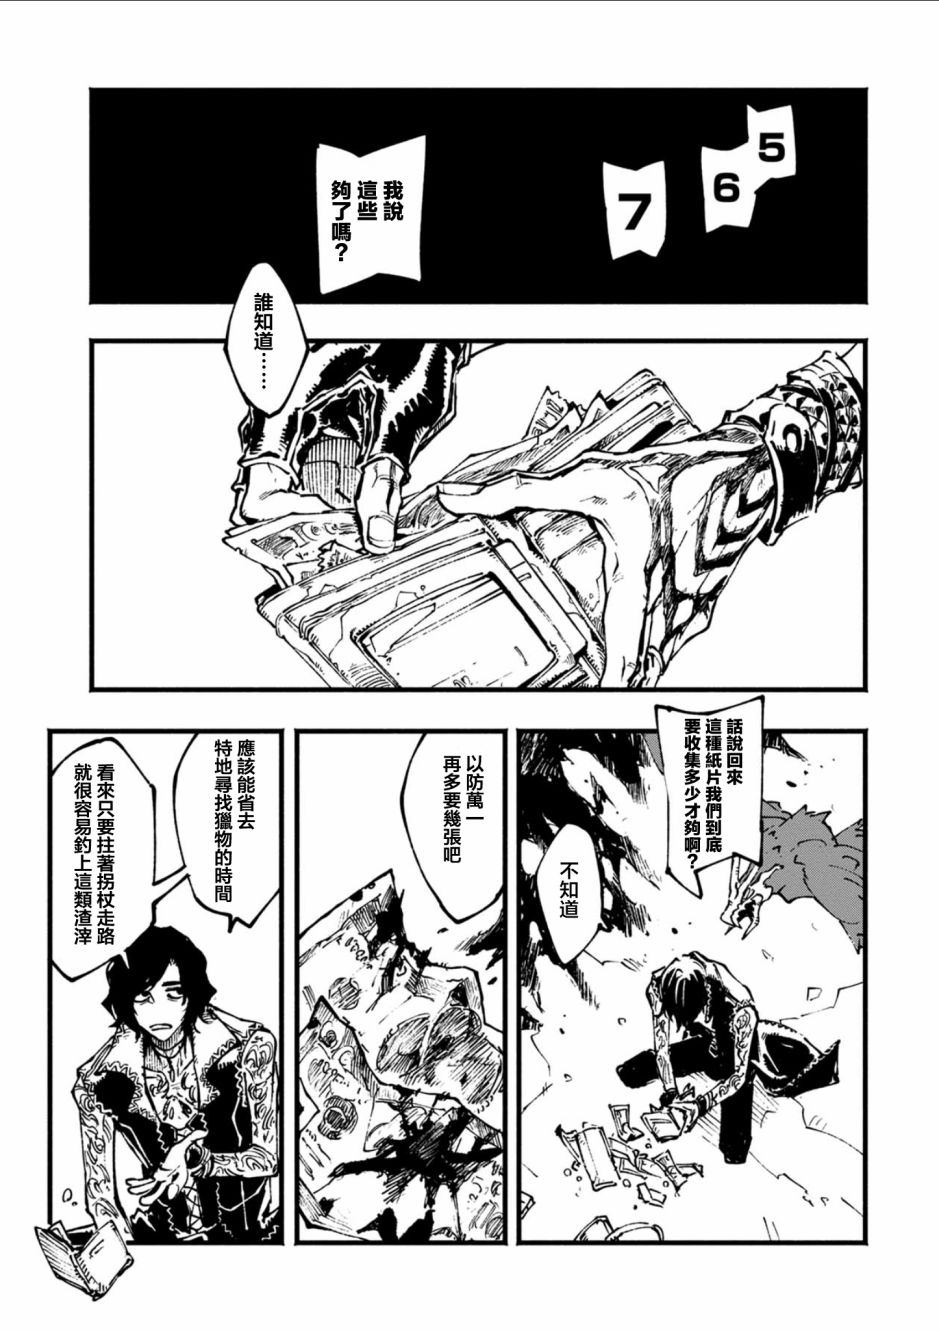 5
6
7
我說
這些
夠了嗎？
誰知道……
話說回來
這種紙片我們到底
要收集多少才夠啊？
不知道
以防萬一
再多要幾張吧
應該能省去
特地尋找獵物的時間
看來只要拄著拐杖走路
就很容易釣上這類渣滓